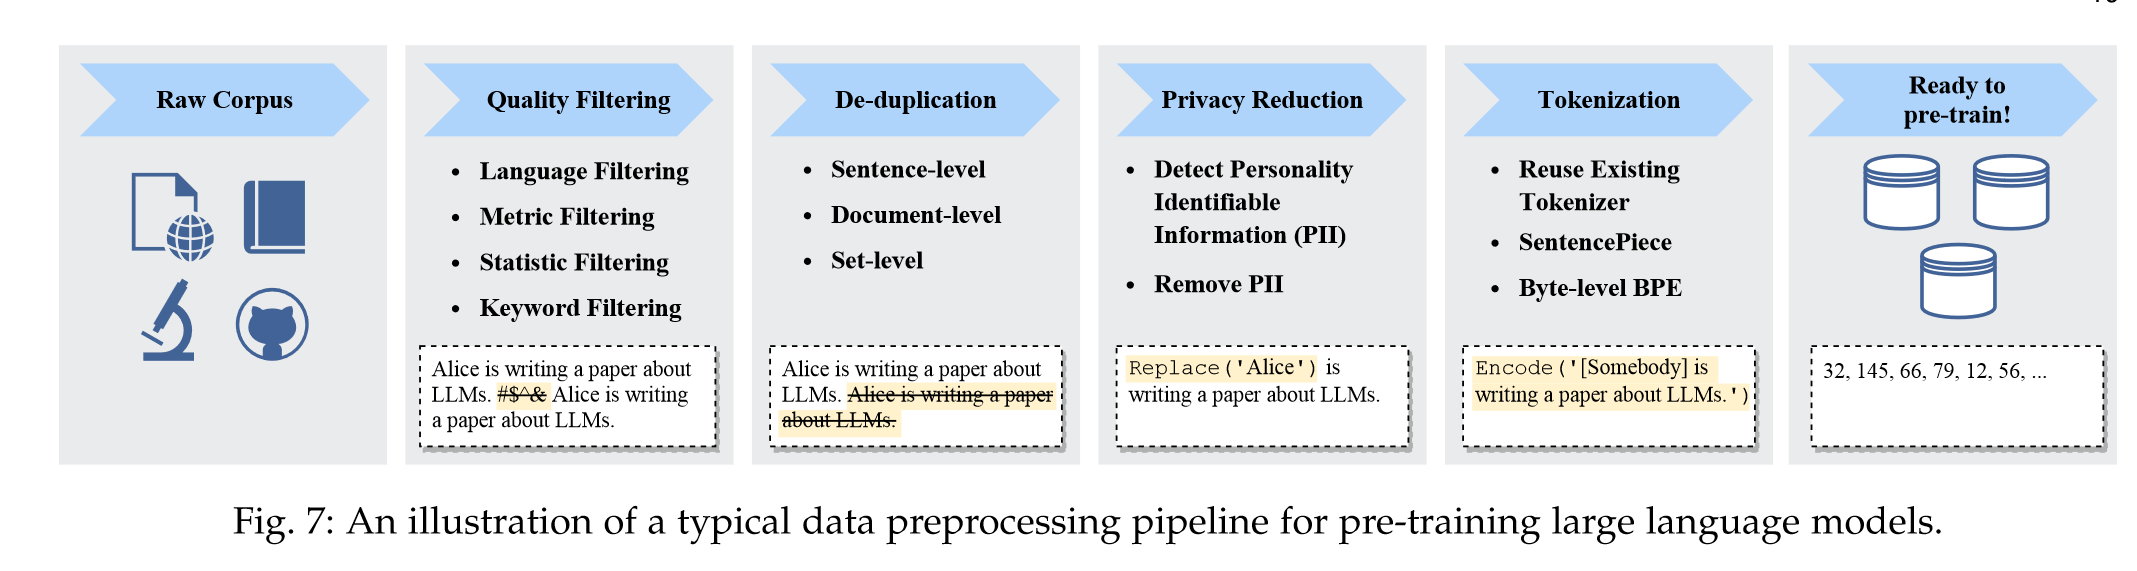 Raw Corpus
Quality Filtering
• Language Filtering
• Metric Filtering
• Statistic Filtering
• Keyword Filtering
Alice is writing a paper about
LLMs. #$^& Alice is writing
a paper about LLMs.
De-duplication
• Sentence-level
• Document-level
• Set-level
Alice is writing a paper about
LLMs. Alice is writing a paper
about LLMs.
Privacy Reduction
• Detect Personality
Identifiable
Information (PII)
• Remove PII
Replace('Alice') is
writing a paper about LLMs.
Tokenization
• Reuse Existing
Tokenizer
• SentencePiece
• Byte-level BPE
Encode('[Somebody] is
writing a paper about LLMs.')
Ready to
pre-train!
32, 145, 66, 79, 12, 56, ...
Fig. 7: An illustration of a typical data preprocessing pipeline for pre-training large language models.